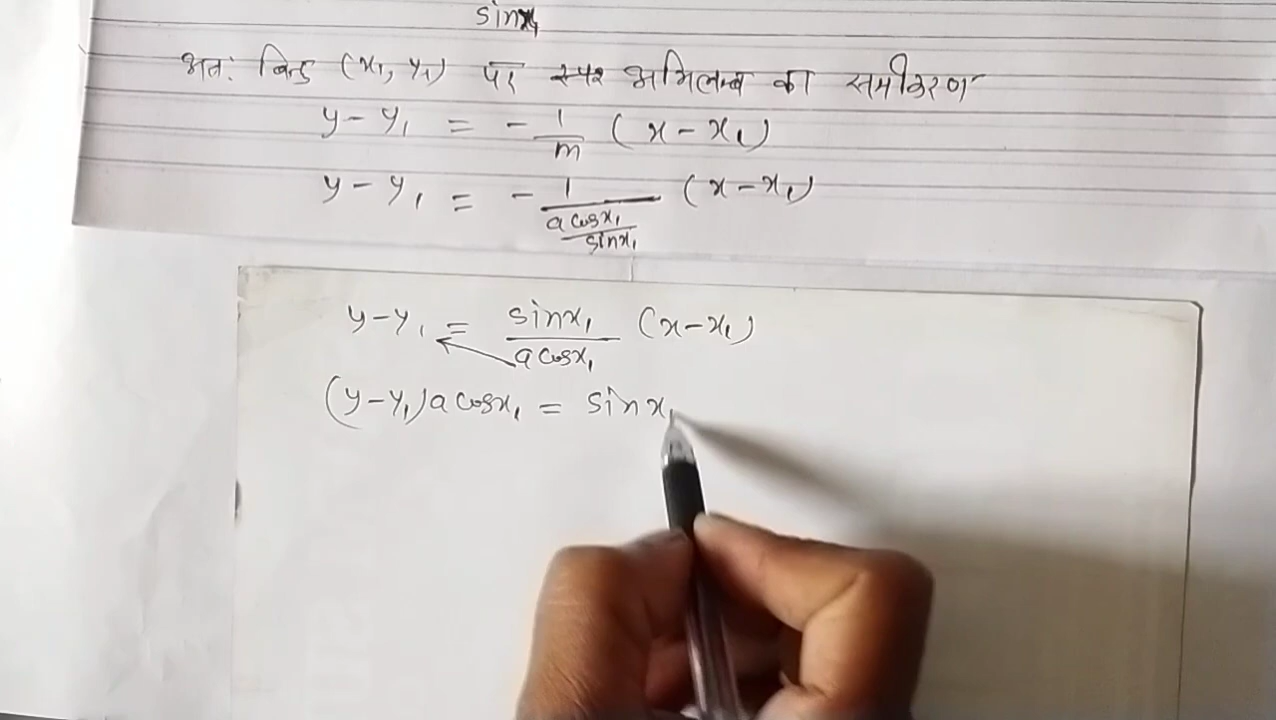 sinx₁
अतः बिन्दु (x₁, y₁) पर स्पर अभिलम्ब का समीकरण
y - y₁ = - 1/m (x - x₁)
y - y₁ = - 1/(a cosx₁/sinx₁) (x - x₁)
y - y₁ = sinx₁/a cosx₁ (x - x₁)
(y - y₁) a cosx₁ = sinx₁